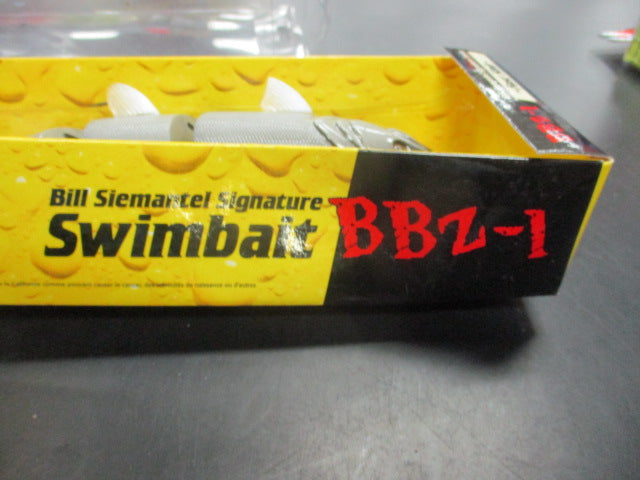 Bill Siemantel Signature
Swimbait
BBZ-1